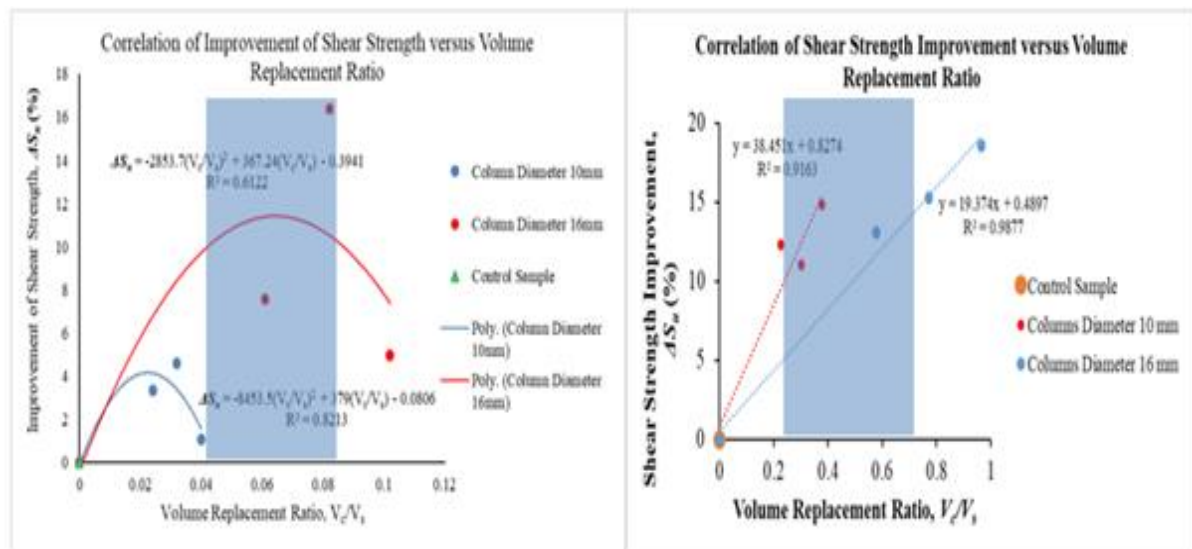 Correlation of Improvement of Shear Strength versus Volume
Replacement Ratio
Improvement of Shear Strength, ΔSu (%)
18
16
14
12
10
8
6
4
2
0
ΔSu = -2853.7(Vc/Vs)² + 367.24(Vc/Vs) - 0.3941
R² = 0.6122
ΔSu = -8453.5(Vc/Vs)² + 379(Vc/Vs) - 0.0806
R² = 0.8213
0
0.02
0.04
0.06
0.08
0.1
0.12
Volume Replacement Ratio, Vc/Vs
Column Diameter 10mm
Column Diameter 16mm
Control Sample
Poly. (Column Diameter
10mm)
Poly. (Column Diameter
16mm)
Correlation of Shear Strength Improvement versus Volume
Replacement Ratio
Shear Strength Improvement,
ΔSu (%)
20
15
10
5
0
y = 38.451x + 0.8274
R² = 0.9163
y = 19.374x + 0.4897
R² = 0.9877
0
0.2
0.4
0.6
0.8
1
Volume Replacement Ratio, Vc/Vs
Control Sample
Columns Diameter 10 mm
Columns Diameter 16 mm